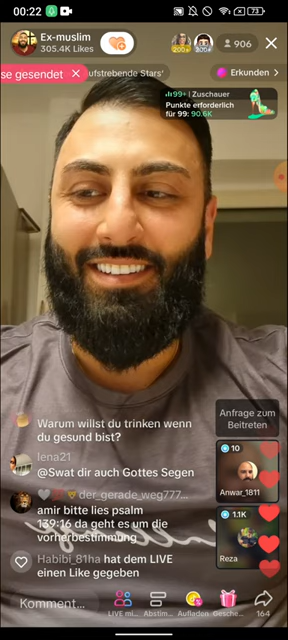 00:22
73
Ex-muslim
305.4K Likes
200+
300+
906
se gesendet
ufstrebende Stars'
Erkunden
99+ | Zuschauer
Punkte erforderlich
für 99: 90.6K
Warum willst du trinken wenn
du gesund bist?
lena21
@Swat dir auch Gottes Segen
der_gerade_weg777...
amir bitte lies psalm
139:16 da geht es um die
vorherbestimmung
Habibi_81ha hat dem LIVE
einen Like gegeben
Anfrage zum
Beitreten
10
Anwar_1811
1.1K
Reza
Komment...
LIVE mi...
Abstim...
Aufladen
Gesche...
164